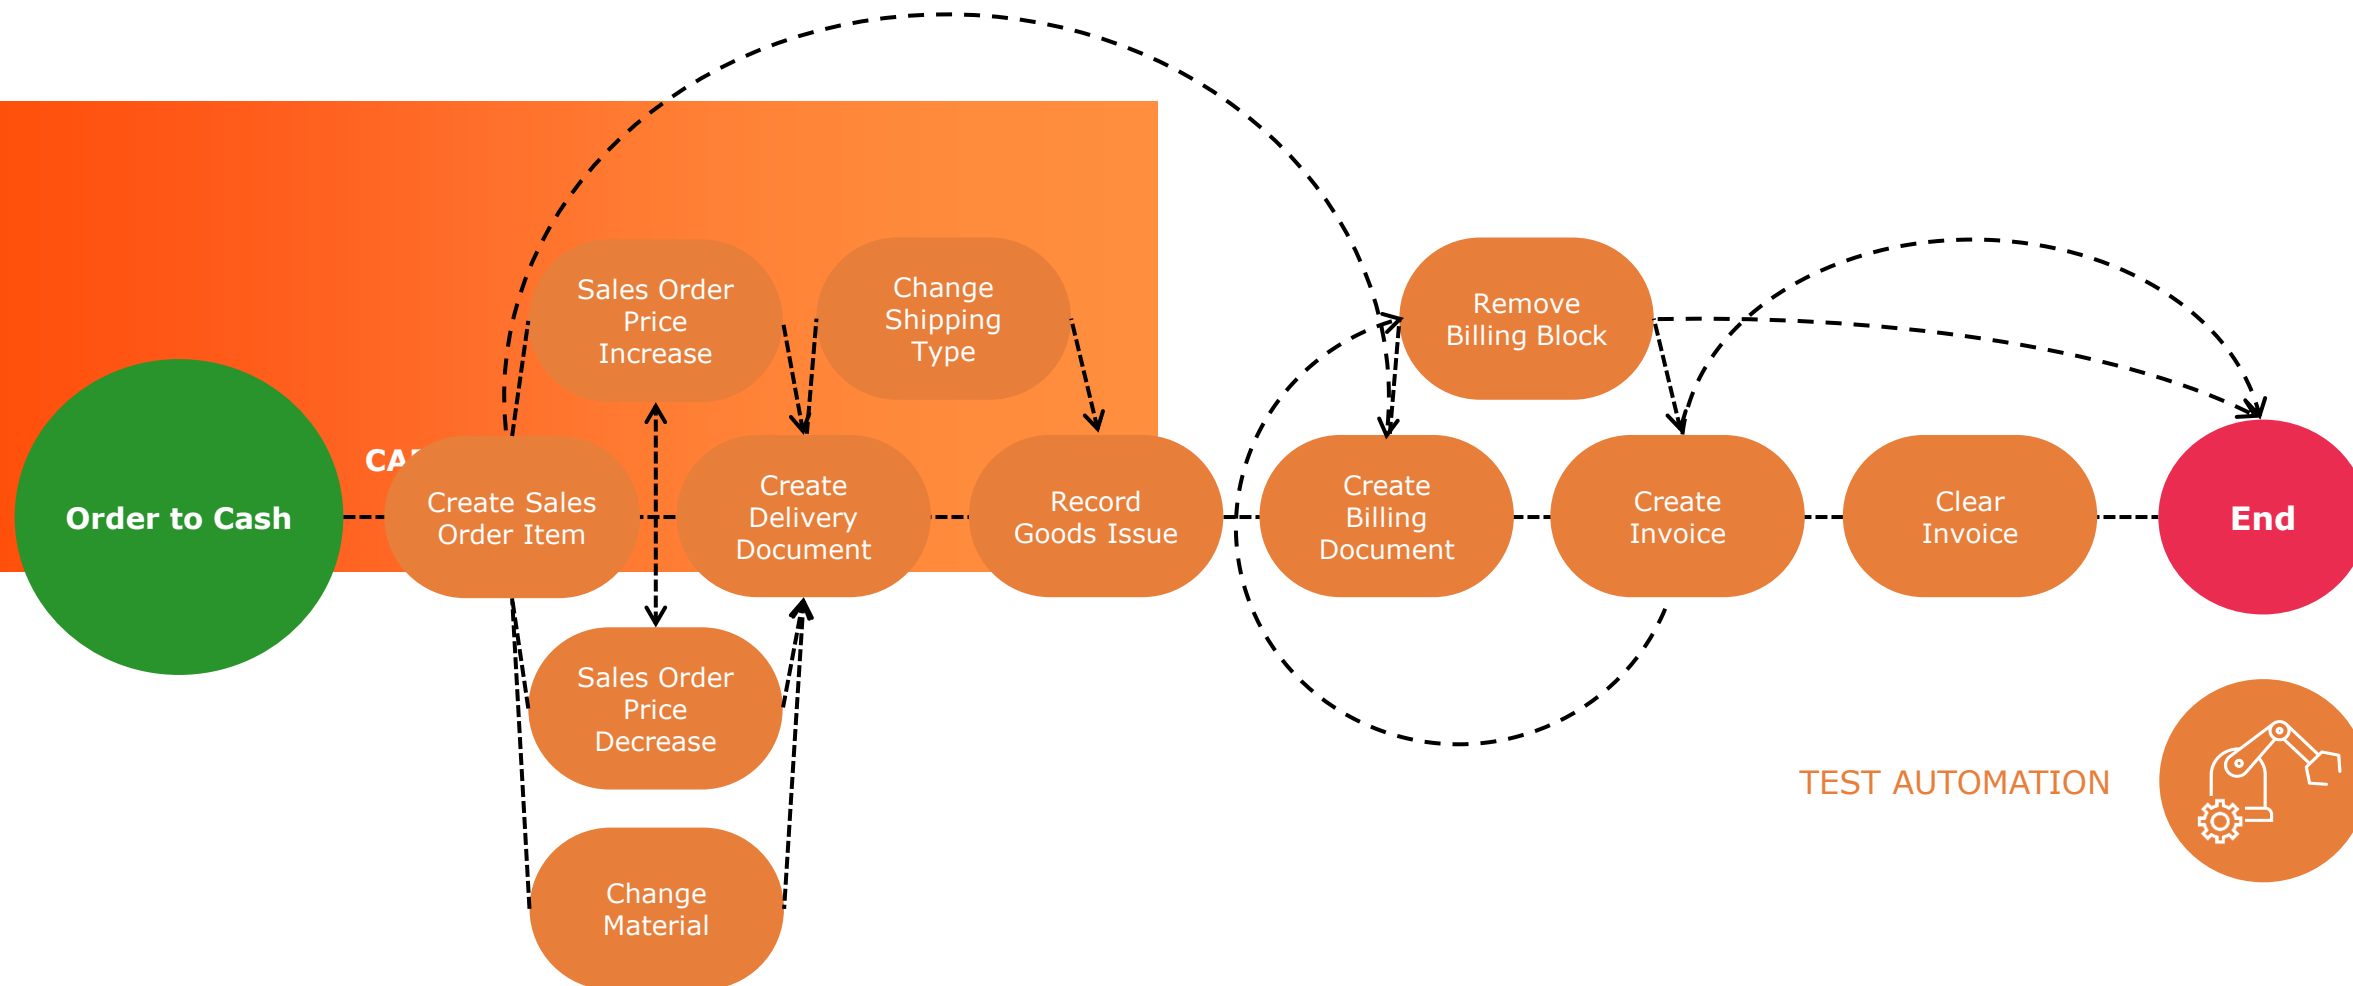 Sales Order
Price
Increase
Change
Shipping
Type
Remove
Billing Block
Order to Cash
Create Sales
Order Item
Create
Delivery
Document
Record
Goods Issue
Create
Billing
Document
Create
Invoice
Clear
Invoice
End
Sales Order
Price
Decrease
TEST AUTOMATION
Change
Material